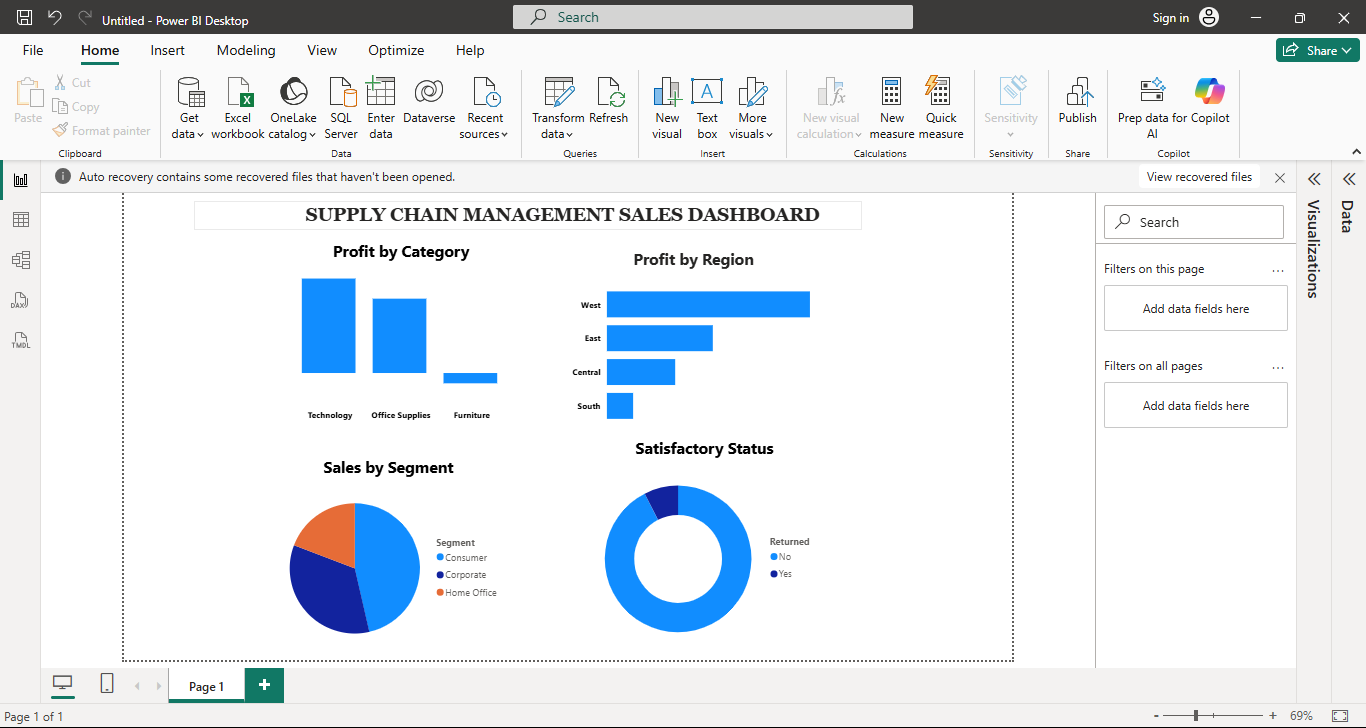 Untitled - Power BI Desktop
Search
Sign in
File Home Insert Modeling View Optimize Help
Share
Paste
Cut
Copy
Format painter
Clipboard
Get data
Excel workbook
OneLake catalog
SQL Server
Enter data
Dataverse
Recent sources
Data
Transform data
Refresh
Queries
New visual
Text box
More visuals
Insert
New visual calculation
New measure
Quick measure
Calculations
Sensitivity
Sensitivity
Publish
Share
Prep data for AI
Copilot
Copilot
Auto recovery contains some recovered files that haven't been opened.
View recovered files
DAX
TMDL
SUPPLY CHAIN MANAGEMENT SALES DASHBOARD
Profit by Category
Technology Office Supplies Furniture
Profit by Region
West
East
Central
South
Sales by Segment
Segment
Consumer
Corporate
Home Office
Satisfactory Status
Returned
No
Yes
Search
Filters on this page ...
Add data fields here
Filters on all pages ...
Add data fields here
Visualizations
Data
Page 1
+
Page 1 of 1
- + 69%